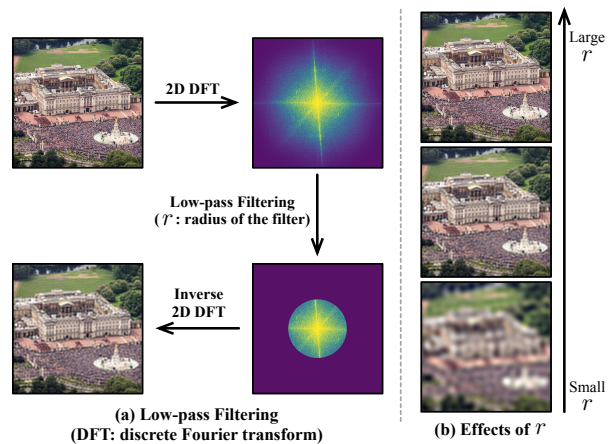 2D DFT
Low-pass Filtering
(r : radius of the filter)
Inverse
2D DFT
(a) Low-pass Filtering
(DFT: discrete Fourier transform)
Large
r
Small
r
(b) Effects of r